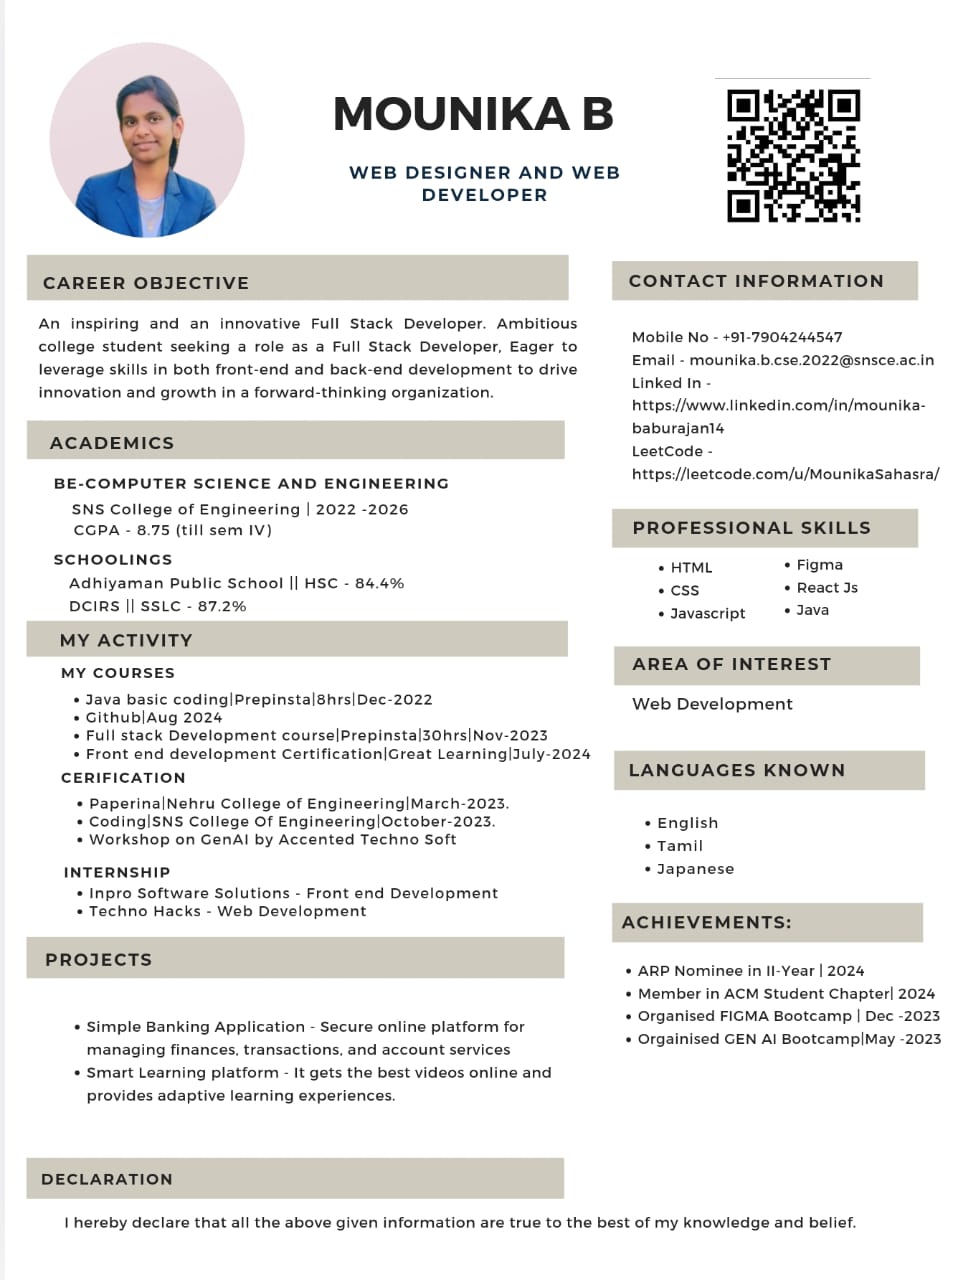 MOUNIKA B
WEB DESIGNER AND WEB
DEVELOPER
CAREER OBJECTIVE
An inspiring and an innovative Full Stack Developer. Ambitious
college student seeking a role as a Full Stack Developer, Eager to
leverage skills in both front-end and back-end development to drive
innovation and growth in a forward-thinking organization.
ACADEMICS
BE-COMPUTER SCIENCE AND ENGINEERING
SNS College of Engineering | 2022 -2026
CGPA - 8.75 (till sem IV)
SCHOOLINGS
Adhiyaman Public School || HSC - 84.4%
DCIRS || SSLC - 87.2%
MY ACTIVITY
MY COURSES
• Java basic coding|Prepinsta|8hrs|Dec-2022
• Github|Aug 2024
• Full stack Development course|Prepinsta|30hrs|Nov-2023
• Front end development Certification|Great Learning|July-2024
CERIFICATION
• Paperina|Nehru College of Engineering|March-2023.
• Coding|SNS College Of Engineering|October-2023.
• Workshop on GenAI by Accented Techno Soft
INTERNSHIP
• Inpro Software Solutions - Front end Development
• Techno Hacks - Web Development
PROJECTS
• Simple Banking Application - Secure online platform for
managing finances, transactions, and account services
• Smart Learning platform - It gets the best videos online and
provides adaptive learning experiences.
DECLARATION
I hereby declare that all the above given information are true to the best of my knowledge and belief.
CONTACT INFORMATION
Mobile No - +91-7904244547
Email - mounika.b.cse.2022@snsce.ac.in
Linked In -
https://www.linkedin.com/in/mounika-
baburajan14
LeetCode -
https://leetcode.com/u/MounikaSahasra/
PROFESSIONAL SKILLS
• HTML
• CSS
• Javascript
• Figma
• React Js
• Java
AREA OF INTEREST
Web Development
LANGUAGES KNOWN
• English
• Tamil
• Japanese
ACHIEVEMENTS:
• ARP Nominee in II-Year | 2024
• Member in ACM Student Chapter| 2024
• Organised FIGMA Bootcamp | Dec -2023
• Orgainised GEN AI Bootcamp|May -2023